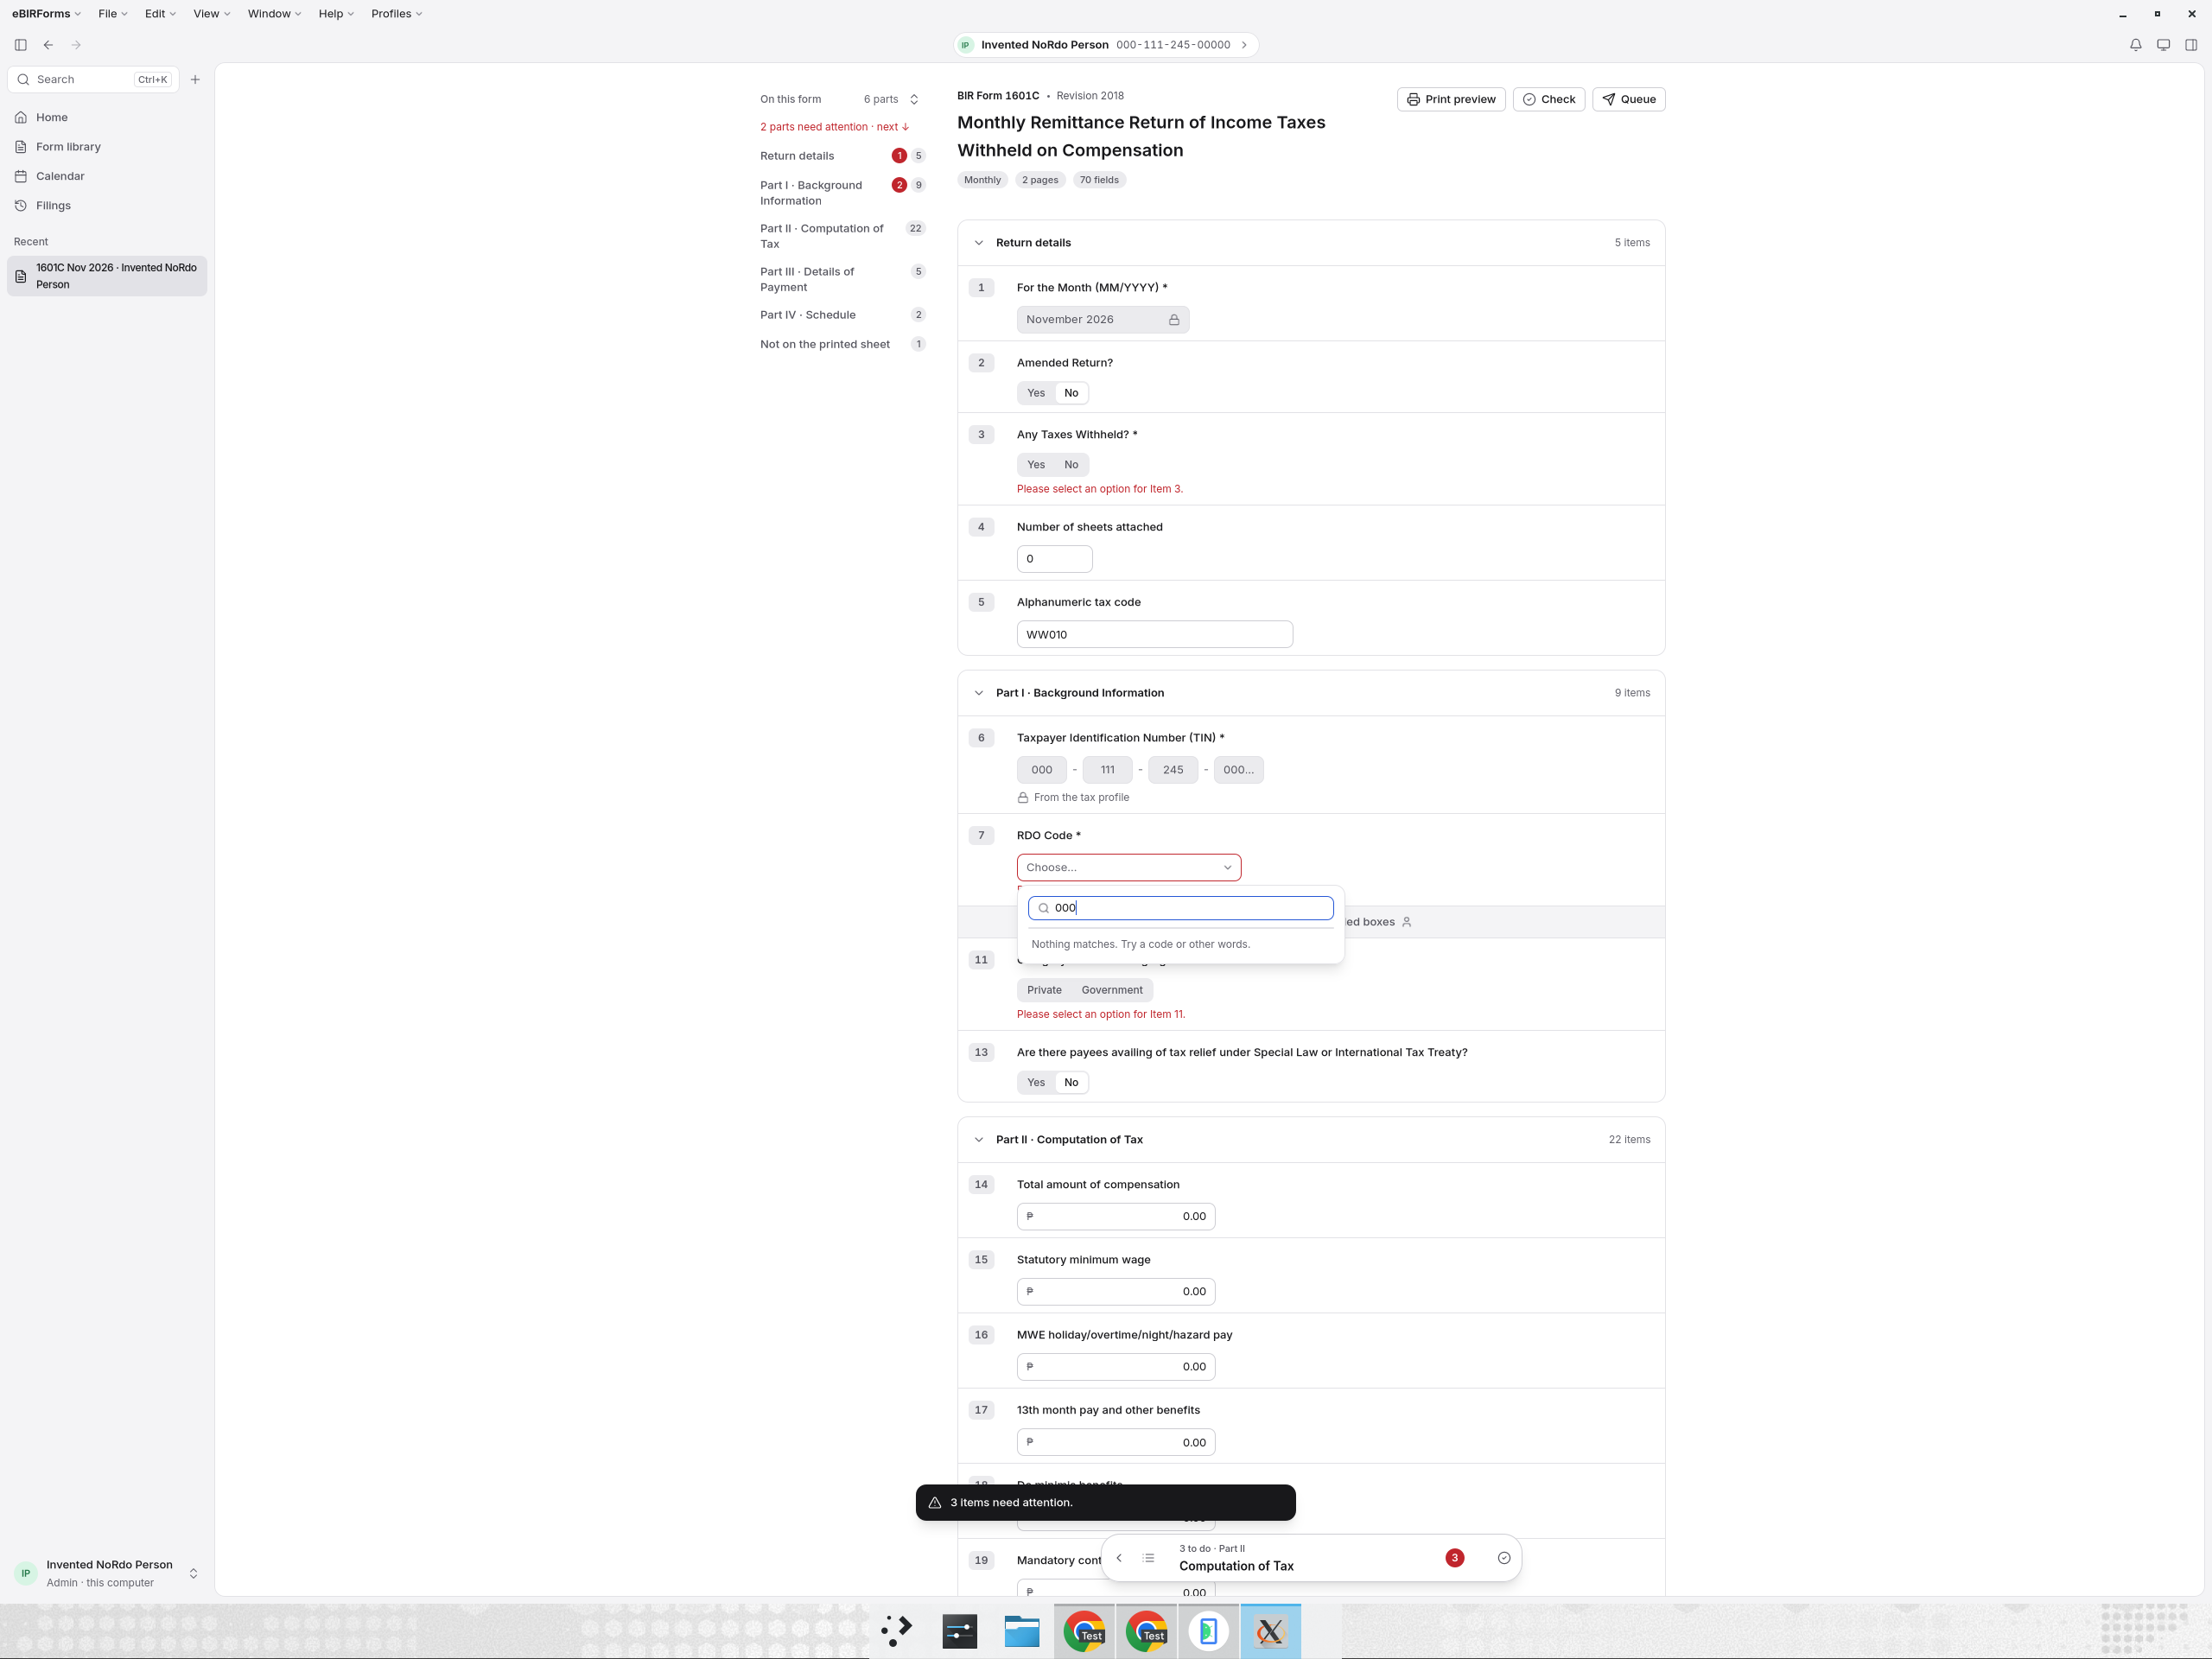 eBIRForms File Edit View Window Help Profiles
IP Invented NoRdo Person 000-111-245-00000
Search Ctrl+K
Home
Form library
Calendar
Filings
Recent
1601C Nov 2026 · Invented NoRdo
Person
On this form 6 parts
2 parts need attention · next ↓
Return details 1 5
Part I · Background
Information 2 9
Part II · Computation of
Tax 22
Part III · Details of
Payment 5
Part IV · Schedule 2
Not on the printed sheet 1
BIR Form 1601C • Revision 2018
Print preview Check Queue
Monthly Remittance Return of Income Taxes
Withheld on Compensation
Monthly 2 pages 70 fields
Return details 5 items
1 For the Month (MM/YYYY) *
November 2026
2 Amended Return?
Yes No
3 Any Taxes Withheld? *
Yes No
Please select an option for Item 3.
4 Number of sheets attached
0
5 Alphanumeric tax code
WW010
Part I · Background Information 9 items
6 Taxpayer Identification Number (TIN) *
000 - 111 - 245 - 000...
From the tax profile
7 RDO Code *
Choose...
000
boxes
Nothing matches. Try a code or other words.
11
Private Government
Please select an option for Item 11.
13 Are there payees availing of tax relief under Special Law or International Tax Treaty?
Yes No
Part II · Computation of Tax 22 items
14 Total amount of compensation
₱ 0.00
15 Statutory minimum wage
₱ 0.00
16 MWE holiday/overtime/night/hazard pay
₱ 0.00
17 13th month pay and other benefits
₱ 0.00
18 De minimis benefits
3 items need attention.
19 Mandatory
₱ 0.00
3 to do · Part II
Computation of Tax 3
IP Invented NoRdo Person
Admin · this computer
Test Test